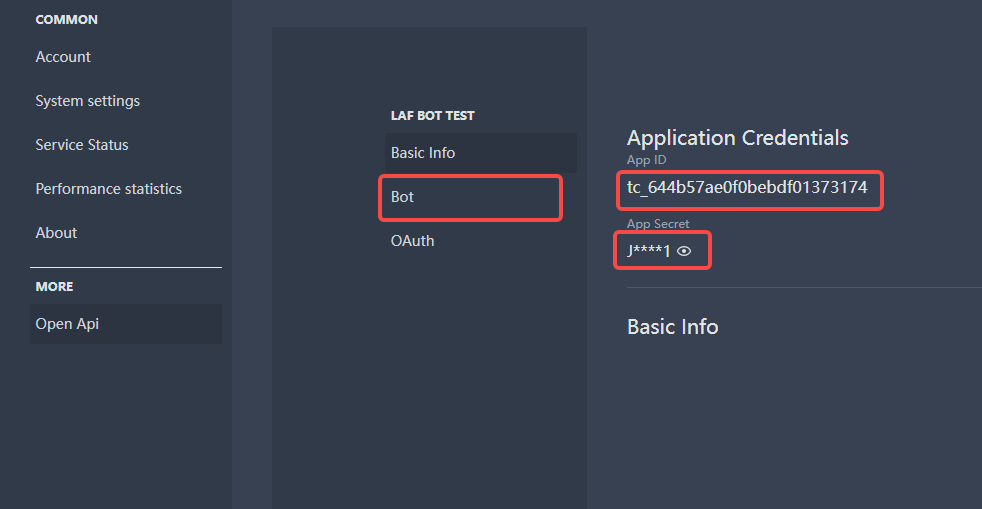 COMMON
Account
System settings
Service Status
Performance statistics
About
MORE
Open Api
LAF BOT TEST
Basic Info
Bot
OAuth
Application Credentials
App ID
tc_644b57ae0f0bebdf01373174
App Secret
J****1
Basic Info